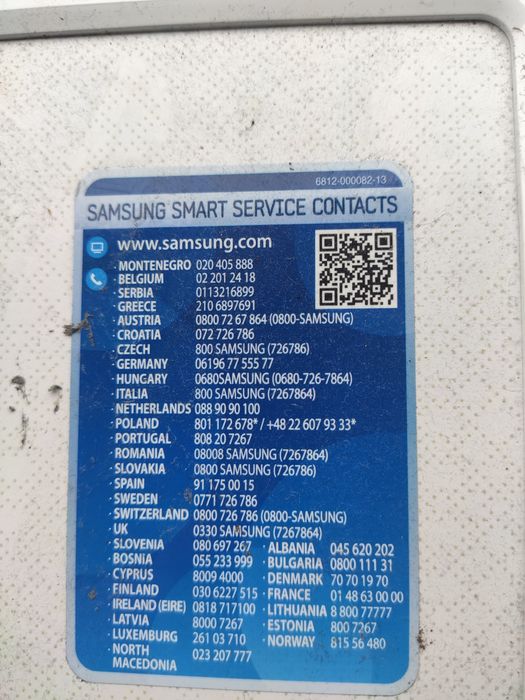 6812-000082-13
SAMSUNG SMART SERVICE CONTACTS
www.samsung.com
· MONTENEGRO 020 405 888
· BELGIUM 02 201 24 18
· SERBIA 0113216899
· GREECE 210 6897691
· AUSTRIA 0800 72 67 864 (0800-SAMSUNG)
· CROATIA 072 726 786
· CZECH 800 SAMSUNG (726786)
· GERMANY 06196 77 555 77
· HUNGARY 0680SAMSUNG (0680-726-7864)
· ITALIA 800 SAMSUNG (7267864)
· NETHERLANDS 088 90 90 100
· POLAND 801 172 678* / +48 22 607 93 33*
· PORTUGAL 808 20 7267
· ROMANIA 08008 SAMSUNG (7267864)
· SLOVAKIA 0800 SAMSUNG (726786)
· SPAIN 91 175 00 15
· SWEDEN 0771 726 786
· SWITZERLAND 0800 726 786 (0800-SAMSUNG)
· UK 0330 SAMSUNG (7267864)
· SLOVENIA 080 697 267 · ALBANIA 045 620 202
· BOSNIA 055 233 999 · BULGARIA 0800 111 31
· CYPRUS 8009 4000 · DENMARK 70 70 19 70
· FINLAND 030 6227 515 · FRANCE 01 48 63 00 00
· IRELAND (EIRE) 0818 717100 · LITHUANIA 8 800 77777
· LATVIA 8000 7267 · ESTONIA 800 7267
· LUXEMBURG 261 03 710 · NORWAY 815 56 480
· NORTH MACEDONIA 023 207 777